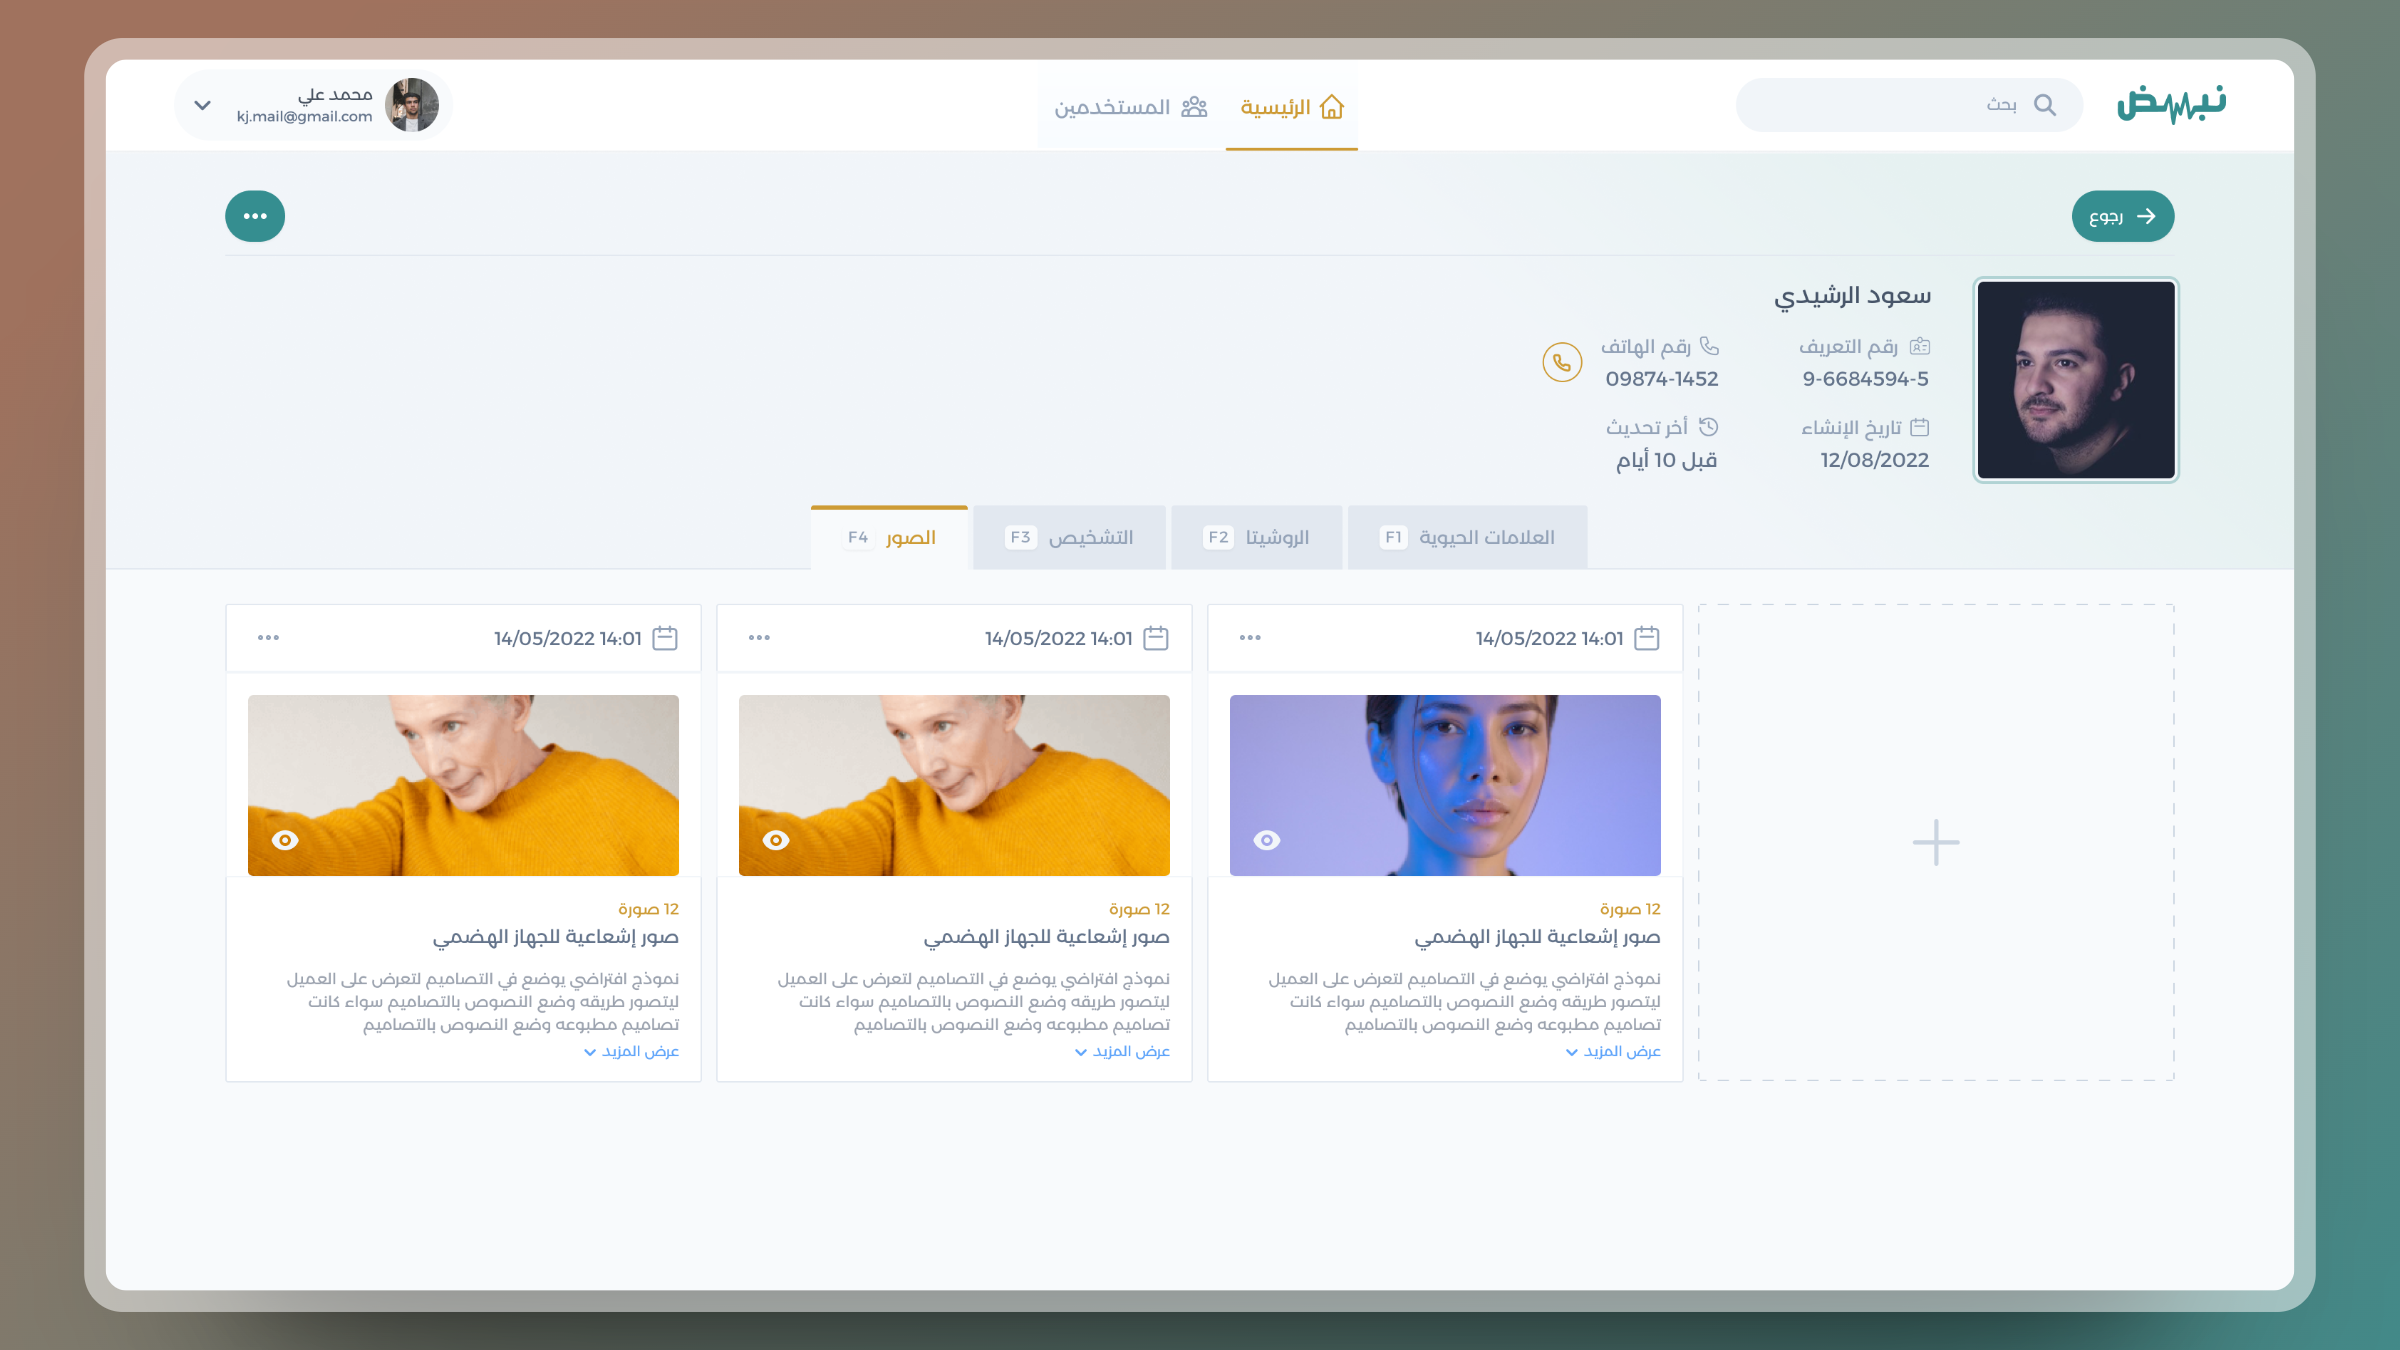 نبض
بحث
الرئيسية
المستخدمين
محمد علي
kj.mail@gmail.com
رجوع
سعود الرشيدي
رقم التعريف
9-6684594-5
رقم الهاتف
09874-1452
تاريخ الإنشاء
12/08/2022
أخر تحديث
قبل 10 أيام
العلامات الحيوية F1
الروشيتا F2
التشخيص F3
الصور F4
14/05/2022 14:01
12 صورة
صور إشعاعية للجهاز الهضمي
نموذج افتراضي يوضع في التصاميم لتعرض على العميل
ليتصور طريقه وضع النصوص بالتصاميم سواء كانت
تصاميم مطبوعه وضع النصوص بالتصاميم
عرض المزيد
14/05/2022 14:01
12 صورة
صور إشعاعية للجهاز الهضمي
نموذج افتراضي يوضع في التصاميم لتعرض على العميل
ليتصور طريقه وضع النصوص بالتصاميم سواء كانت
تصاميم مطبوعه وضع النصوص بالتصاميم
عرض المزيد
14/05/2022 14:01
12 صورة
صور إشعاعية للجهاز الهضمي
نموذج افتراضي يوضع في التصاميم لتعرض على العميل
ليتصور طريقه وضع النصوص بالتصاميم سواء كانت
تصاميم مطبوعه وضع النصوص بالتصاميم
عرض المزيد